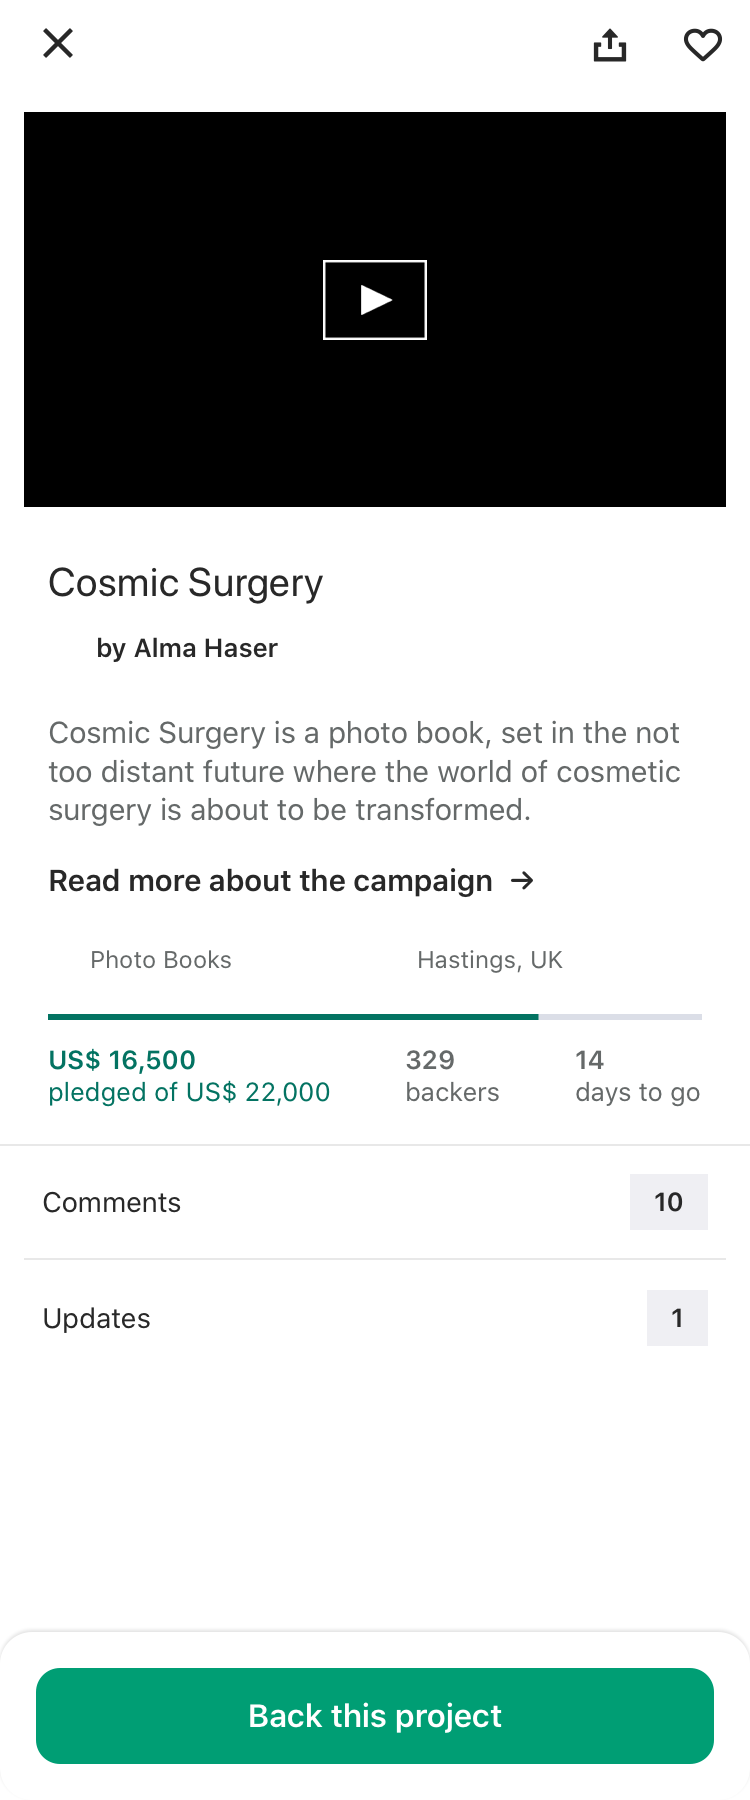 Cosmic Surgery
by Alma Haser
Cosmic Surgery is a photo book, set in the not
too distant future where the world of cosmetic
surgery is about to be transformed.
Read more about the campaign →
Photo Books
Hastings, UK
US$ 16,500
pledged of US$ 22,000
329
backers
14
days to go
Comments
10
Updates
1
Back this project